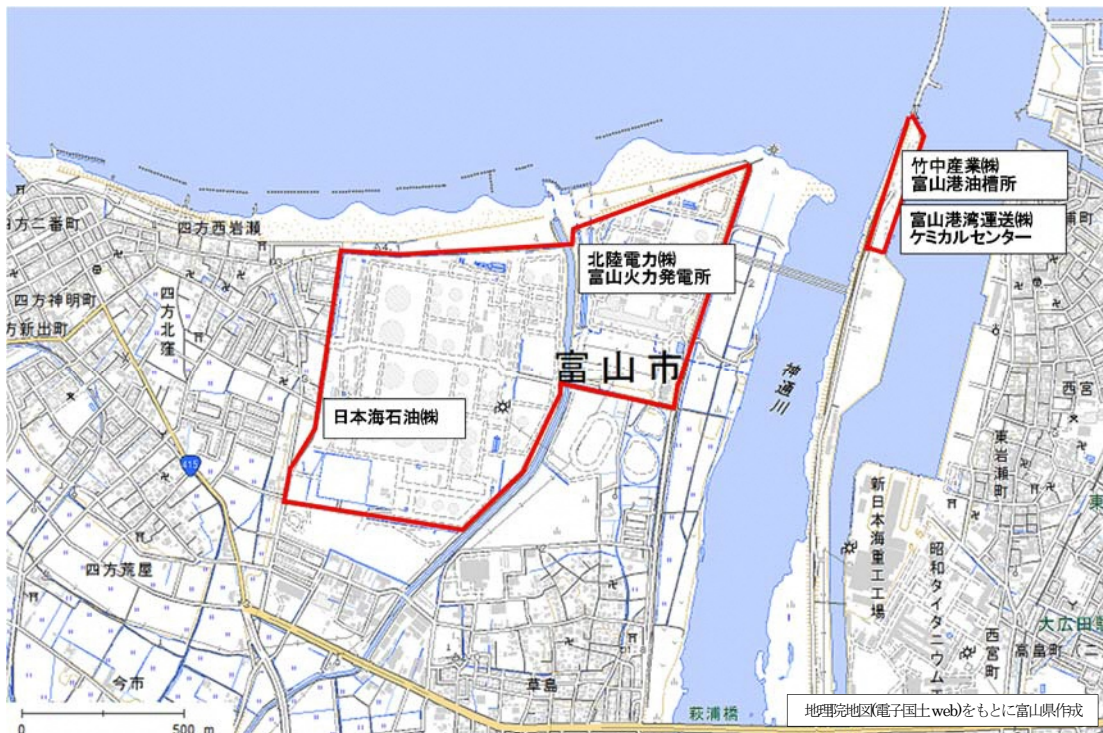 竹中産業㈱
富山港油槽所
富山港湾運送㈱
ケミカルセンター
四方二番町
四方西岩瀬
北陸電力㈱
富山火力発電所
四方神明町
方新出町
四方北窪
富山市
神通川
日本海石油㈱
西宮
415
東岩瀬町
新日本海重工工場
昭和タイタニウム工
四方荒屋
大広田駅
西宮町
高畠町
今市
草島
萩浦橋
0 500 m
地理院地図(電子国土web)をもとに富山県作成